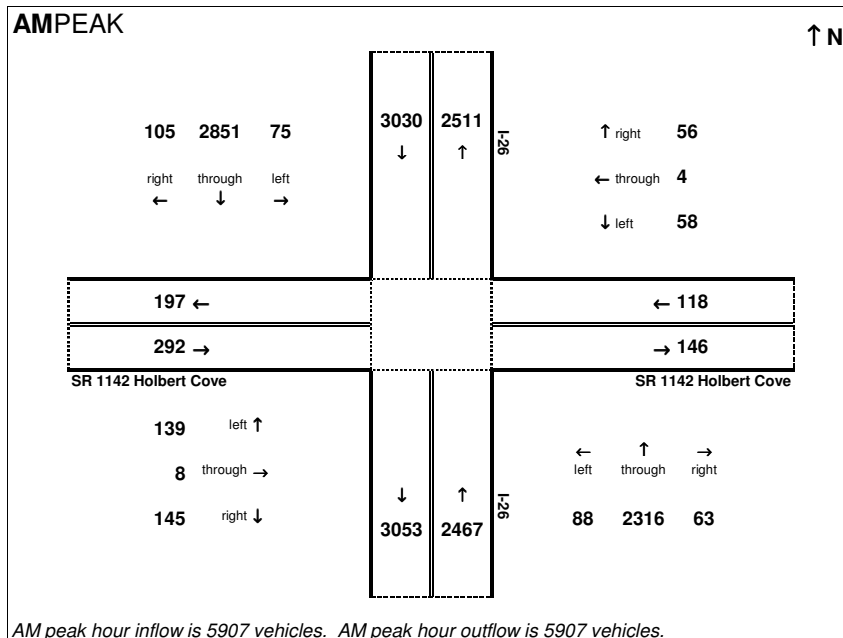 AMPEAK
↑ N
105 2851 75
right through left
← ↓ →
3030 2511
↓ ↑
I-26
↑ right 56
← through 4
↓ left 58
197 ←
292 →
← 118
→ 146
SR 1142 Holbert Cove
SR 1142 Holbert Cove
139 left ↑
8 through →
145 right ↓
↓ ↑
3053 2467
I-26
← ↑ →
left through right
88 2316 63
AM peak hour inflow is 5907 vehicles. AM peak hour outflow is 5907 vehicles.